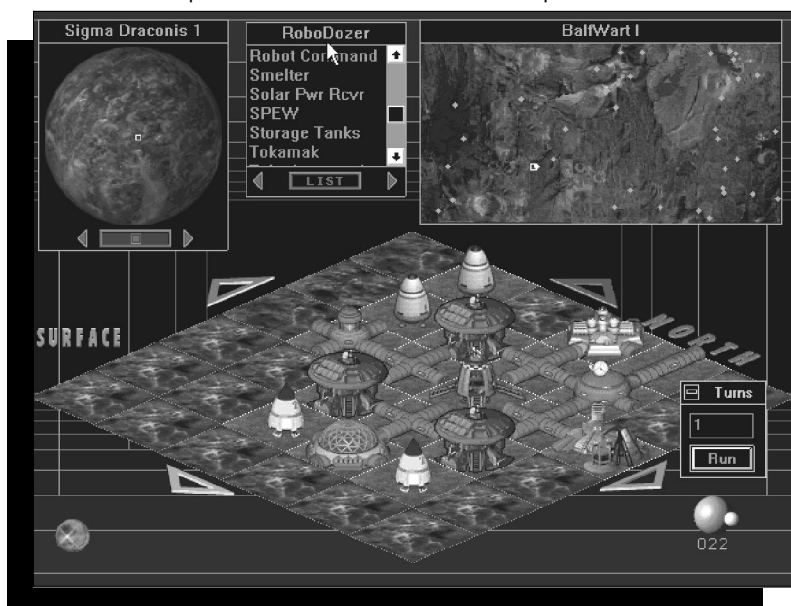 Sigma Draconis 1
RoboDozer
BalfWart I
Robot Command
Smelter
Solar Pwr Rcvr
SPEW
Storage Tanks
Tokamak
LIST
SURFACE
NORTH
Turns
1
Run
022